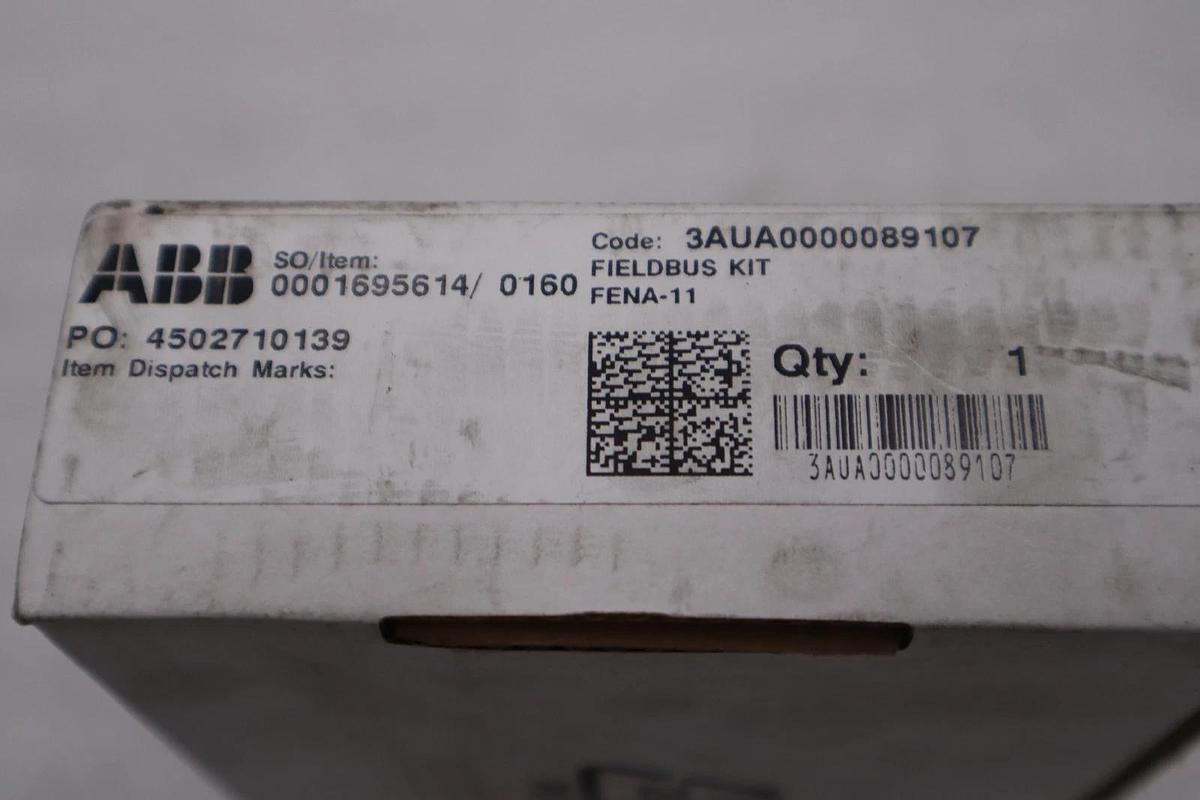 ABB
SO/Item:
0001695614/ 0160
PO: 4502710139
Item Dispatch Marks:
Code: 3AUA0000089107
FIELDBUS KIT
FENA-11
Qty: 1
3AUA0000089107